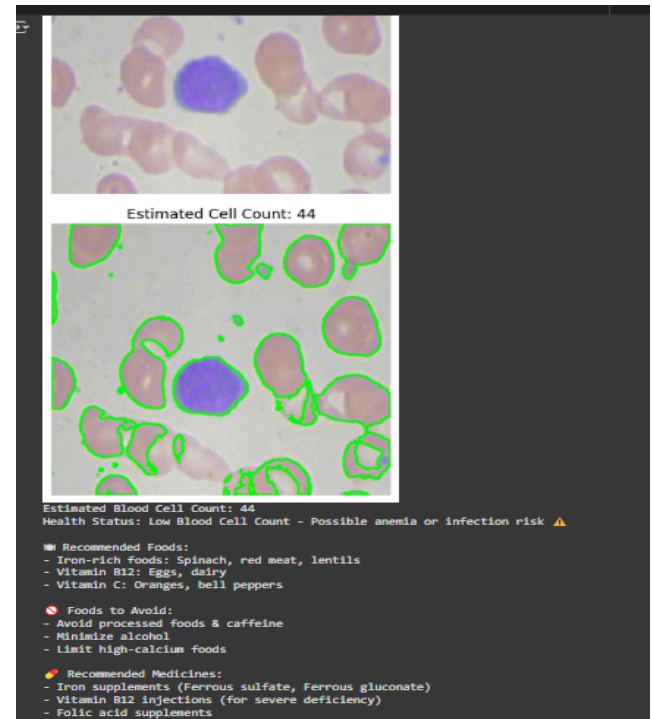 Estimated Cell Count: 44
Estimated Blood Cell Count: 44
Health Status: Low Blood Cell Count - Possible anemia or infection risk ⚠️
🍽 Recommended Foods:
- Iron-rich foods: Spinach, red meat, lentils
- Vitamin B12: Eggs, dairy
- Vitamin C: Oranges, bell peppers
🚫 Foods to Avoid:
- Avoid processed foods & caffeine
- Minimize alcohol
- Limit high-calcium foods
💊 Recommended Medicines:
- Iron supplements (Ferrous sulfate, Ferrous gluconate)
- Vitamin B12 injections (for severe deficiency)
- Folic acid supplements